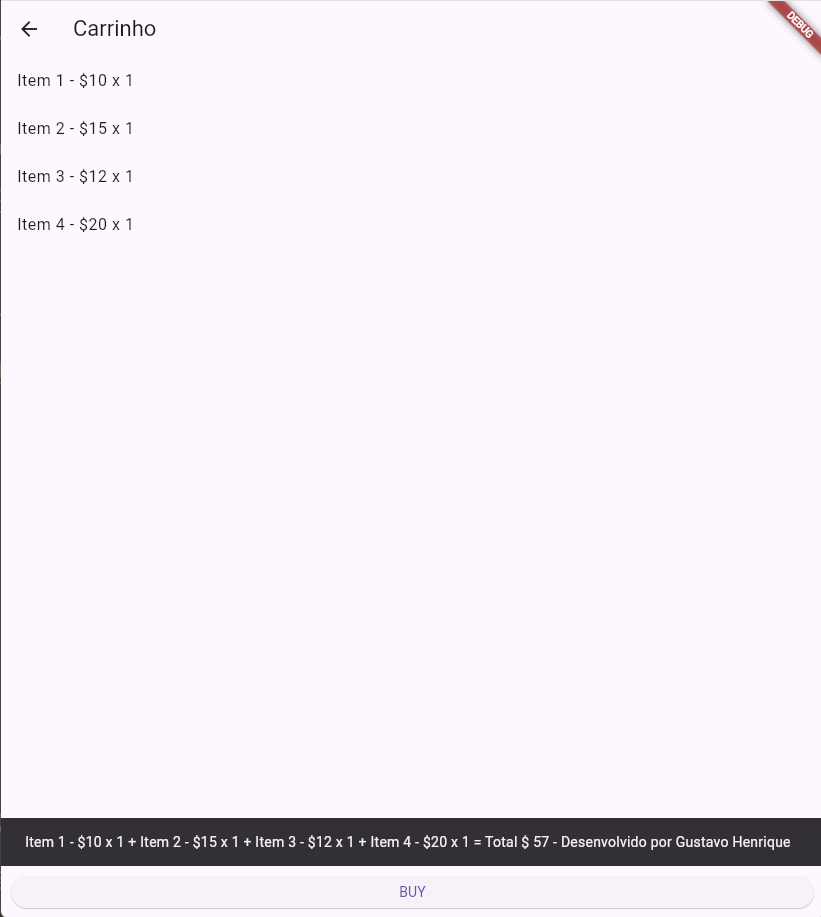 Carrinho
DEBUG
Item 1 - $10 x 1
Item 2 - $15 x 1
Item 3 - $12 x 1
Item 4 - $20 x 1
Item 1 - $10 x 1 + Item 2 - $15 x 1 + Item 3 - $12 x 1 + Item 4 - $20 x 1 = Total $ 57 - Desenvolvido por Gustavo Henrique
BUY